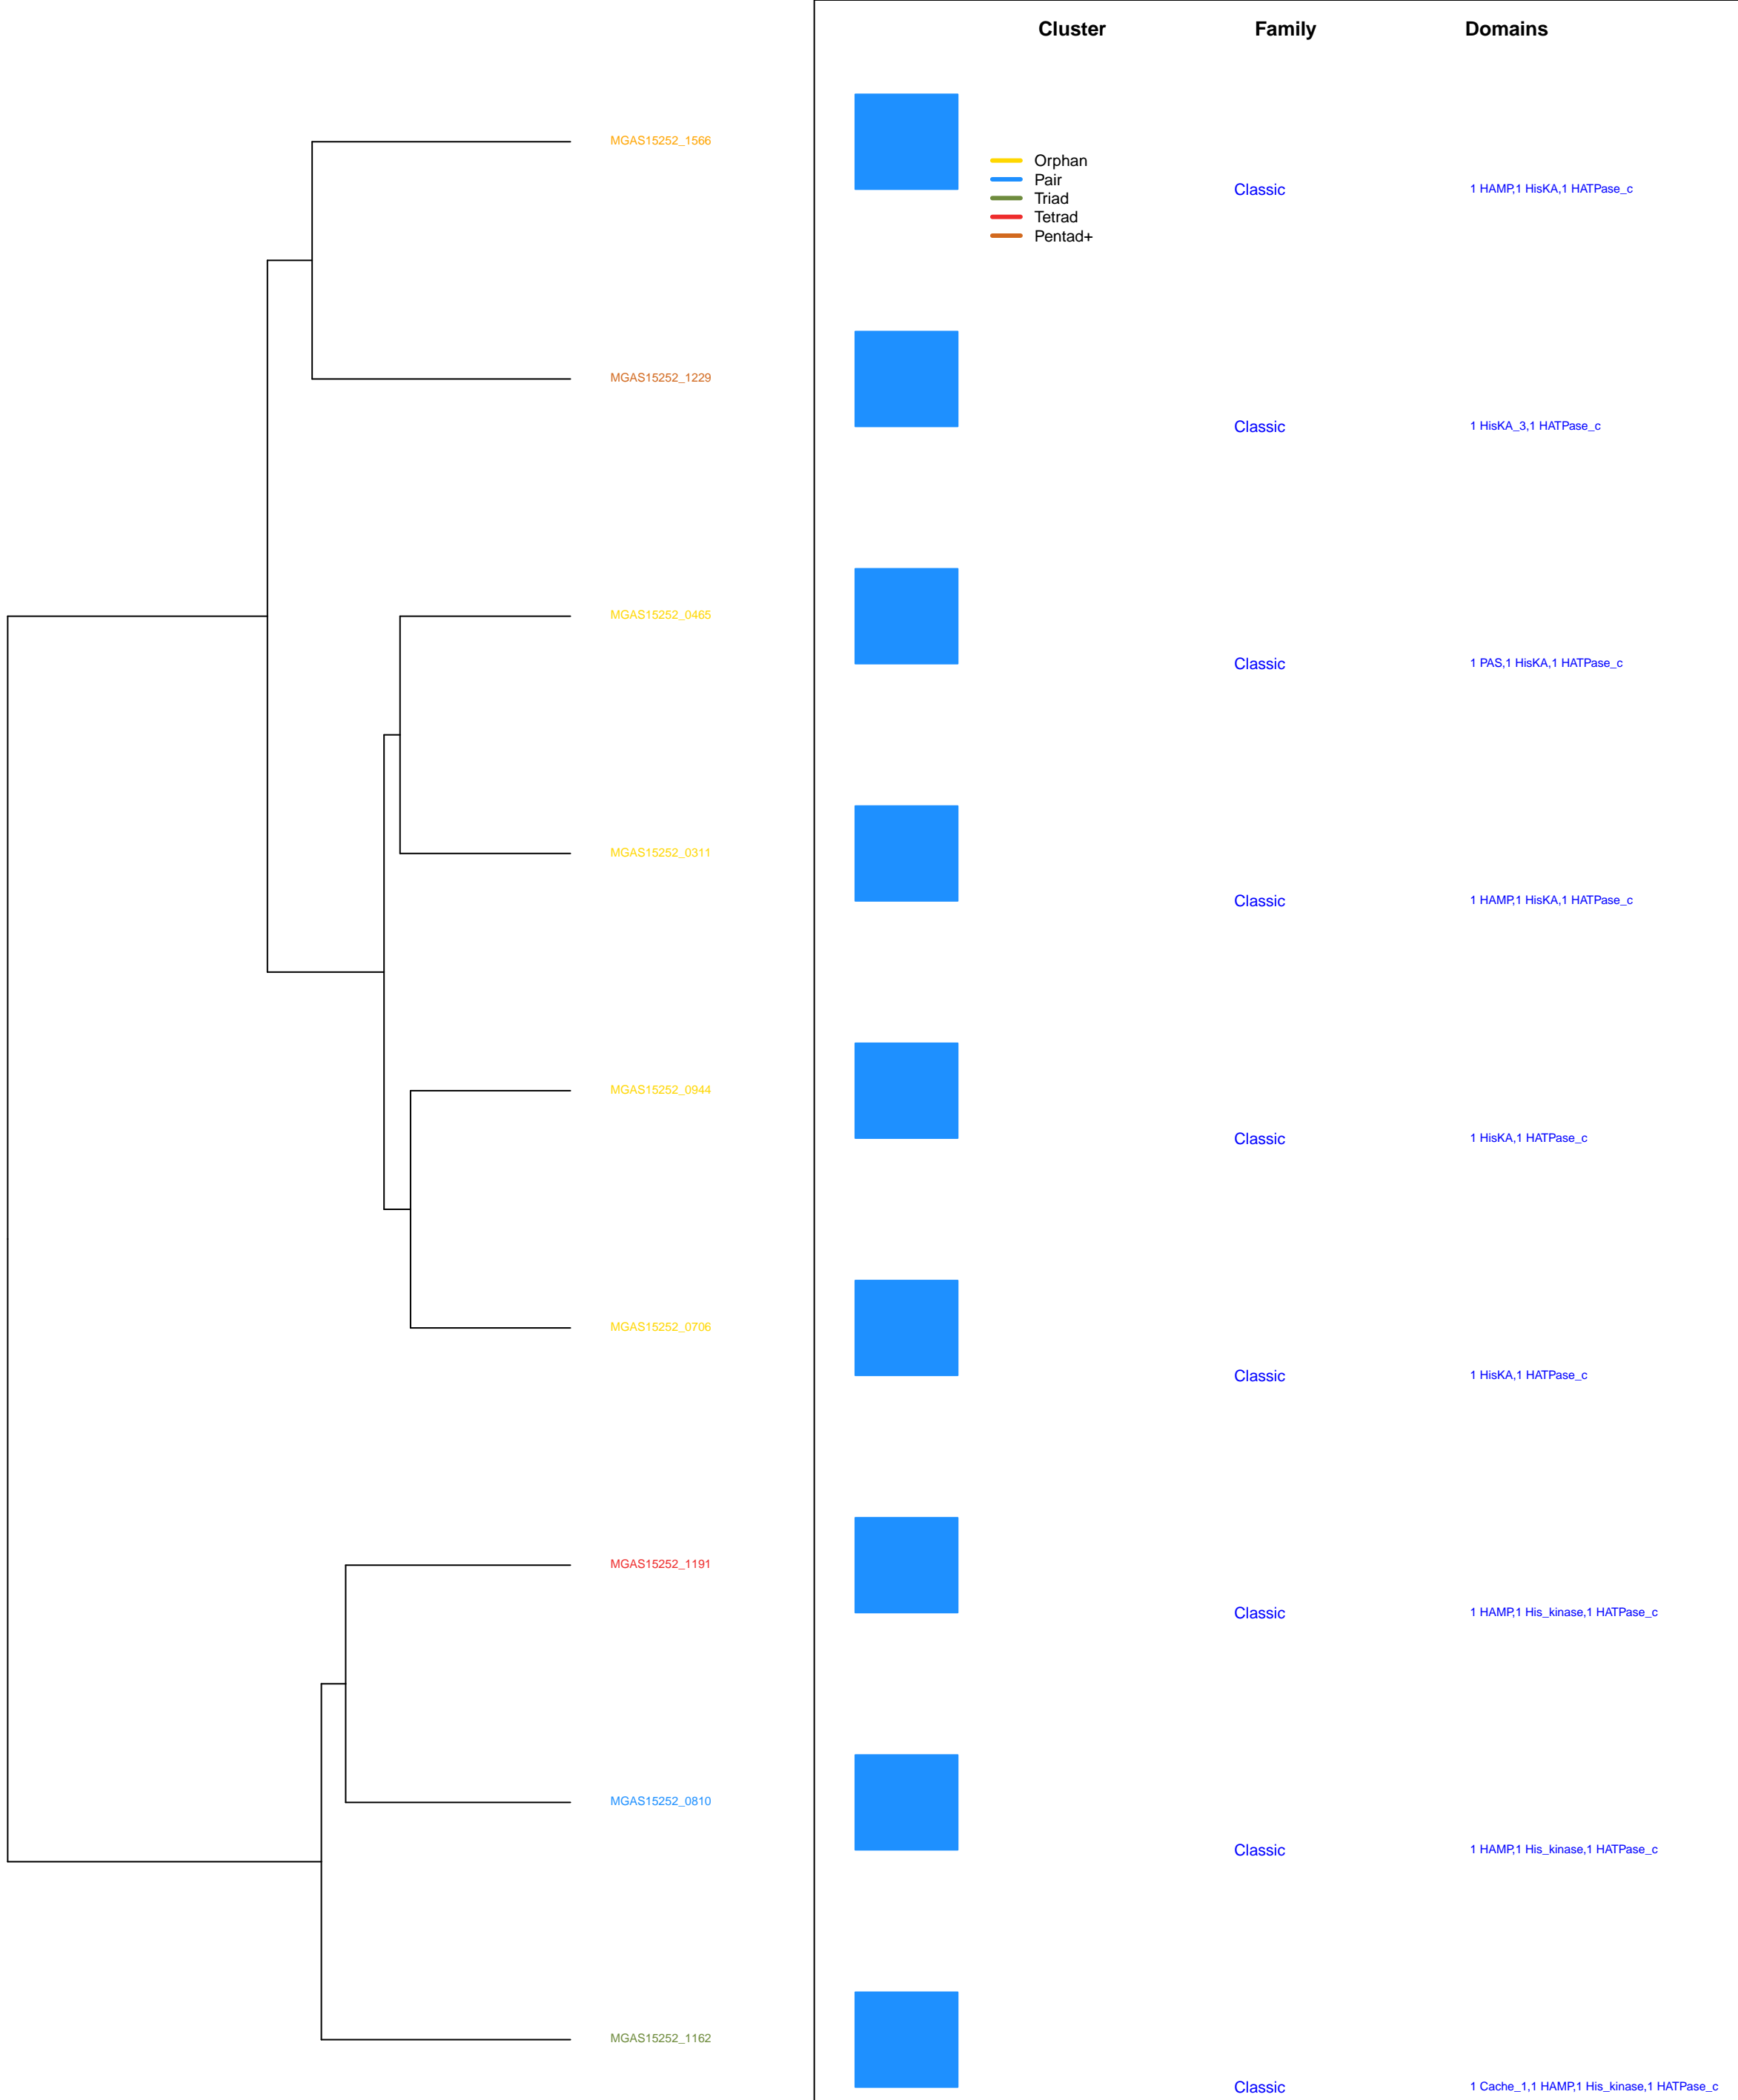 Cluster Family Domains
MGAS15252_1566
Orphan
Pair
Classic 1 HAMP,1 HisKA,1 HATPase_c
Triad
Tetrad
Pentad+
MGAS15252_1229
Classic 1 HisKA_3,1 HATPase_c
MGAS15252_0465
Classic 1 PAS,1 HisKA,1 HATPase_c
MGAS15252_0311
Classic 1 HAMP,1 HisKA,1 HATPase_c
MGAS15252_0944
Classic 1 HisKA,1 HATPase_c
MGAS15252_0706
Classic 1 HisKA,1 HATPase_c
MGAS15252_1191
Classic 1 HAMP,1 His_kinase,1 HATPase_c
MGAS15252_0810
Classic 1 HAMP,1 His_kinase,1 HATPase_c
MGAS15252_1162
Classic 1 Cache_1,1 HAMP,1 His_kinase,1 HATPase_c